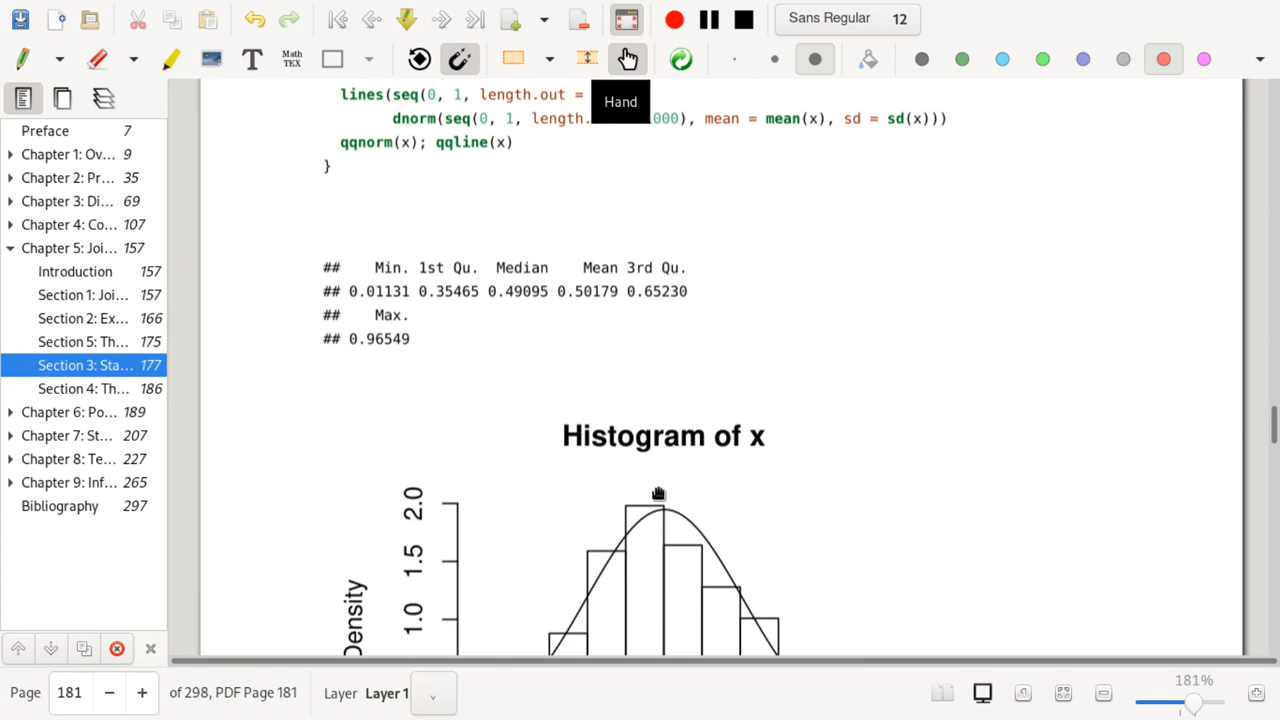 Sans Regular 12
Math
TEX
Hand
Preface 7
Chapter 1: Ov... 9
Chapter 2: Pr... 35
Chapter 3: Di... 69
Chapter 4: Co... 107
Chapter 5: Joi... 157
Introduction 157
Section 1: Joi... 157
Section 2: Ex... 166
Section 5: Th... 175
Section 3: Sta... 177
Section 4: Th... 186
Chapter 6: Po... 189
Chapter 7: St... 207
Chapter 8: Te... 227
Chapter 9: Inf... 265
Bibliography 297
lines(seq(0, 1, length.out =
dnorm(seq(0, 1, length. 000), mean = mean(x), sd = sd(x)))
qqnorm(x); qqline(x)
}
## Min. 1st Qu. Median Mean 3rd Qu.
## 0.01131 0.35465 0.49095 0.50179 0.65230
## Max.
## 0.96549
Histogram of x
2.0
1.5
1.0
Density
Page 181 of 298, PDF Page 181 Layer Layer 1
181%